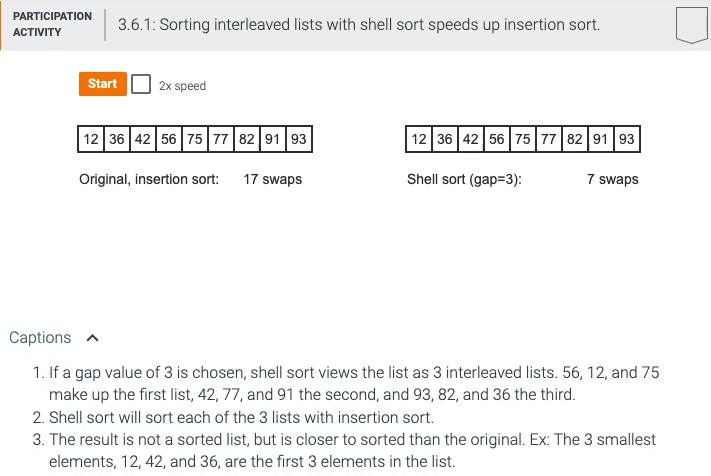 PARTICIPATION
ACTIVITY
3.6.1: Sorting interleaved lists with shell sort speeds up insertion sort.
Start
2x speed
12 36 42 56 75 77 82 91 93
12 36 42 56 75 77 82 91 93
Original, insertion sort: 17 swaps
Shell sort (gap=3): 7 swaps
Captions
1. If a gap value of 3 is chosen, shell sort views the list as 3 interleaved lists. 56, 12, and 75
make up the first list, 42, 77, and 91 the second, and 93, 82, and 36 the third.
2. Shell sort will sort each of the 3 lists with insertion sort.
3. The result is not a sorted list, but is closer to sorted than the original. Ex: The 3 smallest
elements, 12, 42, and 36, are the first 3 elements in the list.